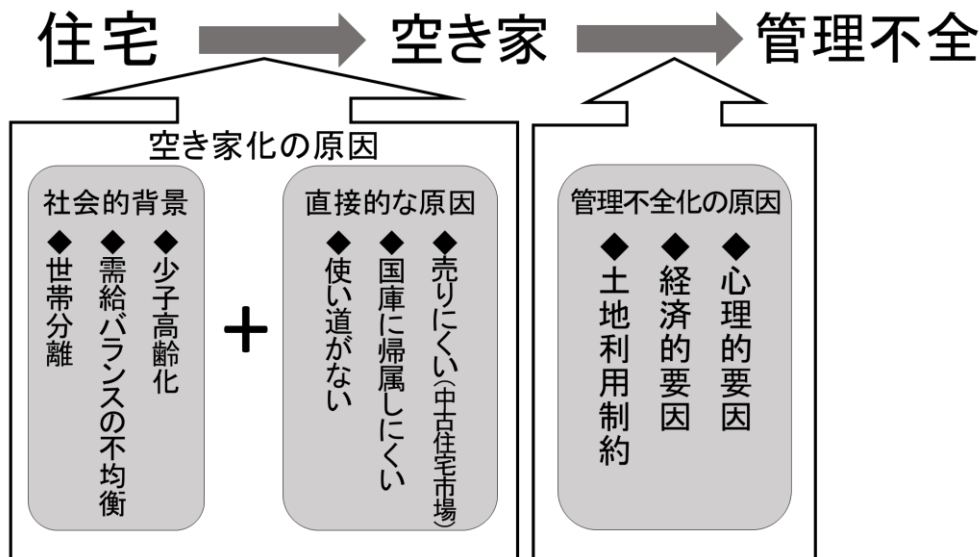 住宅
空き家
管理不全
空き家化の原因
社会的背景
◆少子高齢化
◆需給バランスの不均衡
◆世帯分離
+
直接的な原因
◆売りにくい(中古住宅市場)
◆国庫に帰属しにくい
◆使い道がない
管理不全化の原因
◆心理的要因
◆経済的要因
◆土地利用制約